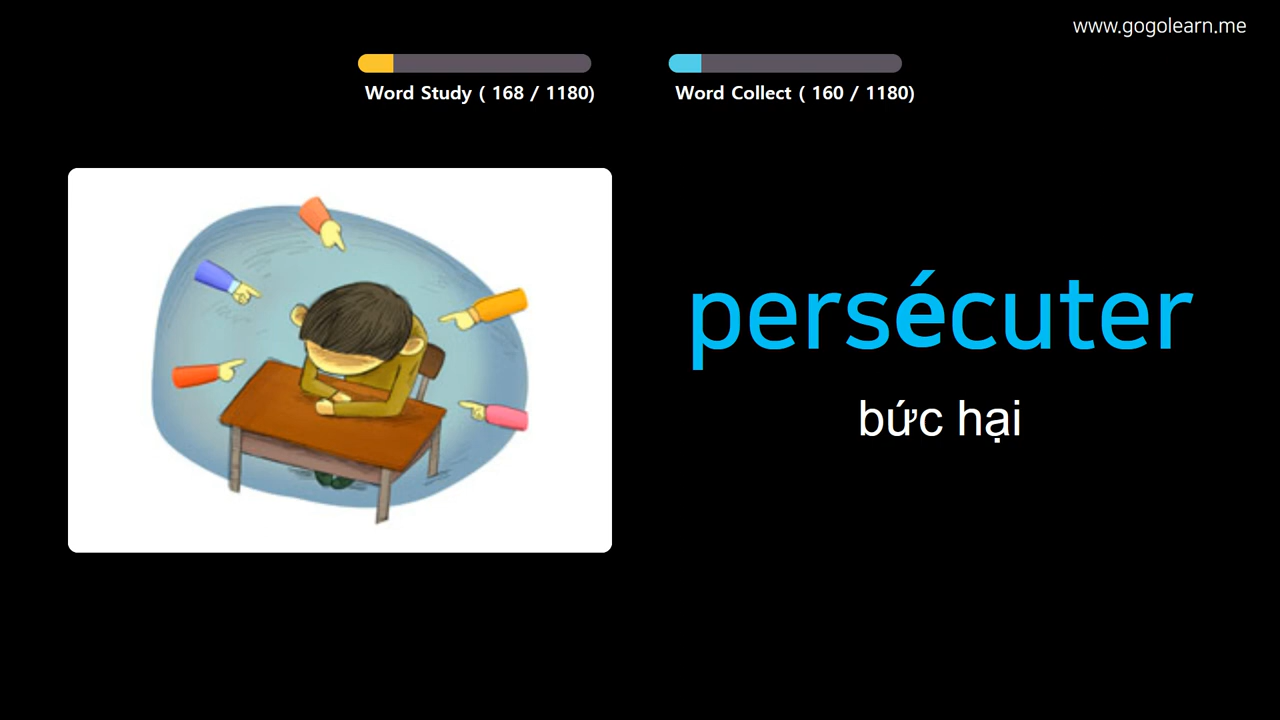 www.gogolearn.me
Word Study ( 168 / 1180)
Word Collect ( 160 / 1180)
persécuter
bức hại